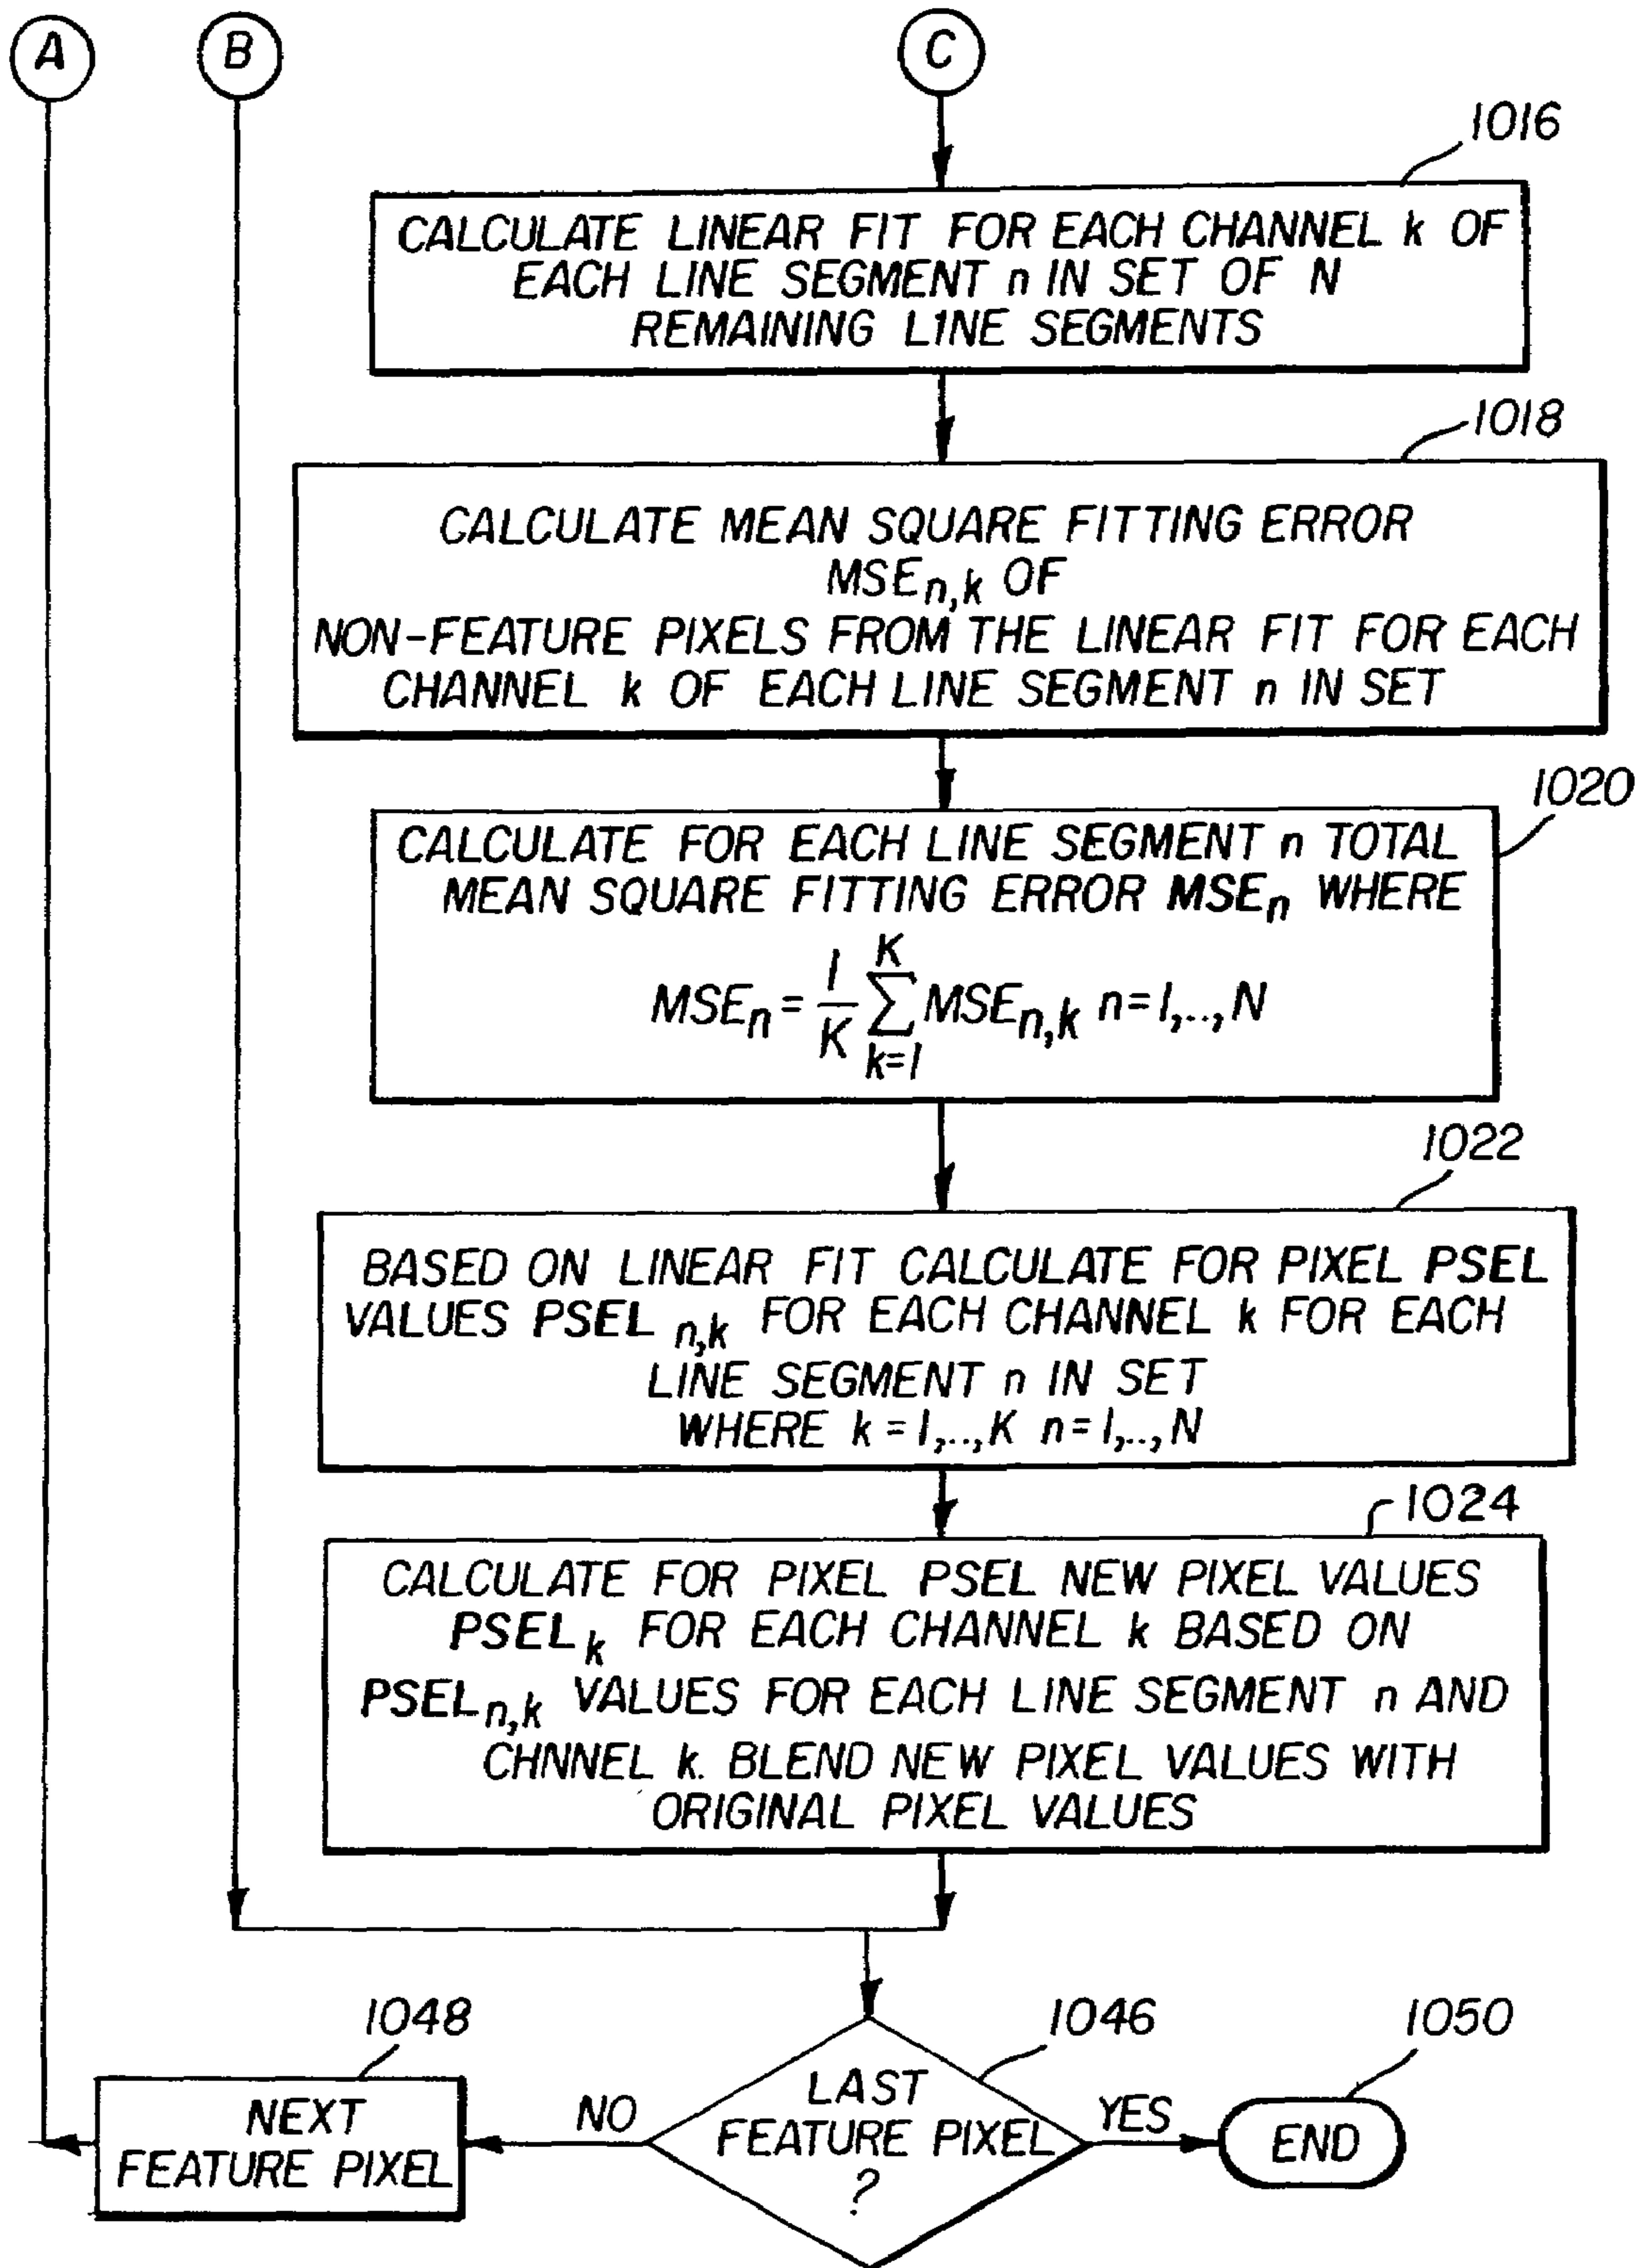 A
B
C
1016
CALCULATE LINEAR FIT FOR EACH CHANNEL k OF
EACH LINE SEGMENT n IN SET OF N
REMAINING LINE SEGMENTS
1018
CALCULATE MEAN SQUARE FITTING ERROR
MSEn,k OF
NON-FEATURE PIXELS FROM THE LINEAR FIT FOR EACH
CHANNEL k OF EACH LINE SEGMENT n IN SET
1020
CALCULATE FOR EACH LINE SEGMENT n TOTAL
MEAN SQUARE FITTING ERROR MSEn WHERE
MSEn = 1/K ∑k=1K MSEn,k n=1,..,N
1022
BASED ON LINEAR FIT CALCULATE FOR PIXEL PSEL
VALUES PSEL n,k FOR EACH CHANNEL k FOR EACH
LINE SEGMENT n IN SET
WHERE k=1,..,K n=1,..,N
1024
CALCULATE FOR PIXEL PSEL NEW PIXEL VALUES
PSELk FOR EACH CHANNEL k BASED ON
PSELn,k VALUES FOR EACH LINE SEGMENT n AND
CHNNEL k. BLEND NEW PIXEL VALUES WITH
ORIGINAL PIXEL VALUES
1048
1046
1050
NEXT
FEATURE PIXEL
NO
LAST
FEATURE PIXEL
?
YES
END